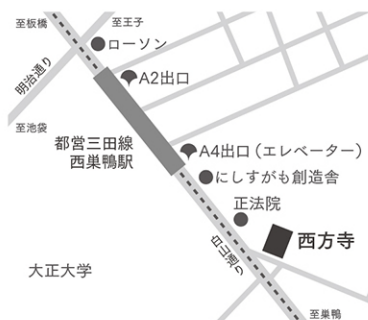 至板橋
至王子
ローソン
明治通り
A2出口
至池袋
都営三田線
西巣鴨駅
A4出口(エレベーター)
にしすがも創造舎
正法院
白山通り
西方寺
大正大学
至巣鴨